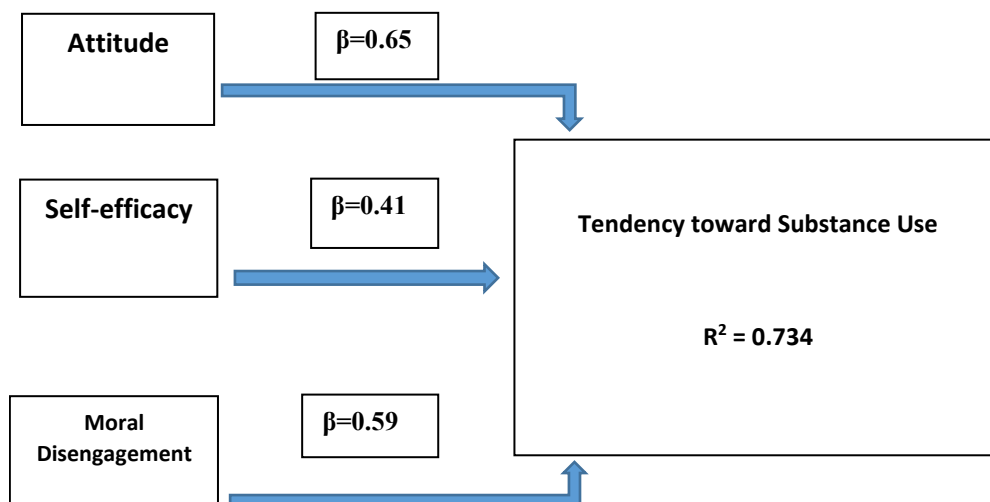 Attitude
β=0.65
Self-efficacy
β=0.41
Tendency toward Substance Use
R² = 0.734
Moral
Disengagement
β=0.59